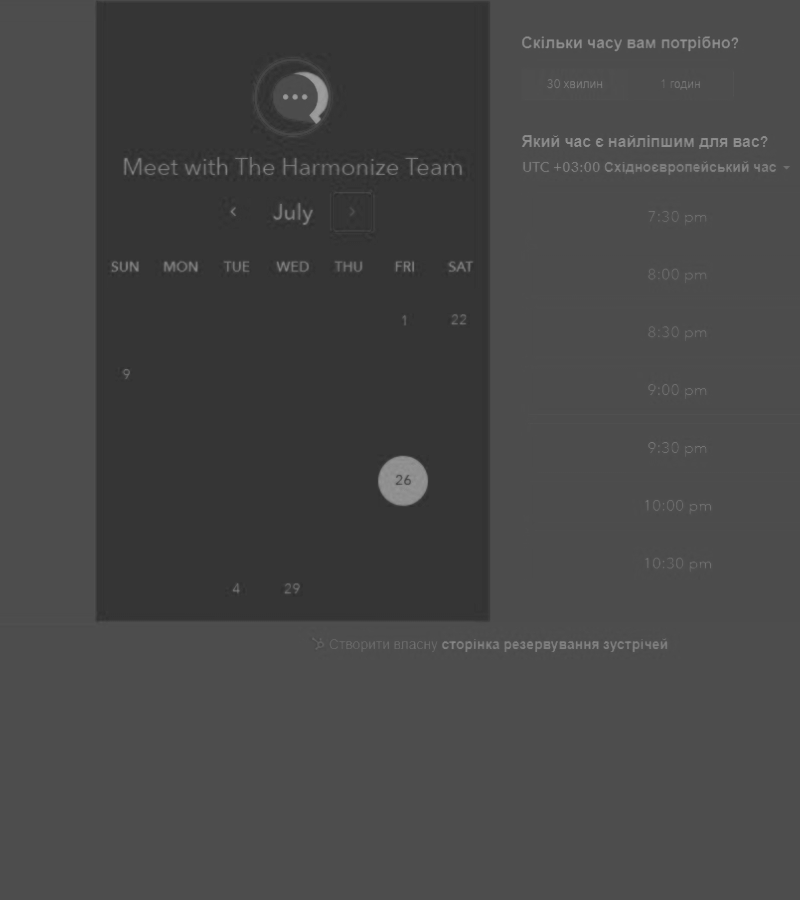 Meet with The Harmonize Team
‹ July ›
SUN MON TUE WED THU FRI SAT
1 22
9
26
4 29
Скільки часу вам потрібно?
30 хвилин 1 годин
Який час є найліпшим для вас?
UTC +03:00 Східноєвропейський час
7:30 pm
8:00 pm
8:30 pm
9:00 pm
9:30 pm
10:00 pm
10:30 pm
Створити власну сторінка резервування зустрічей